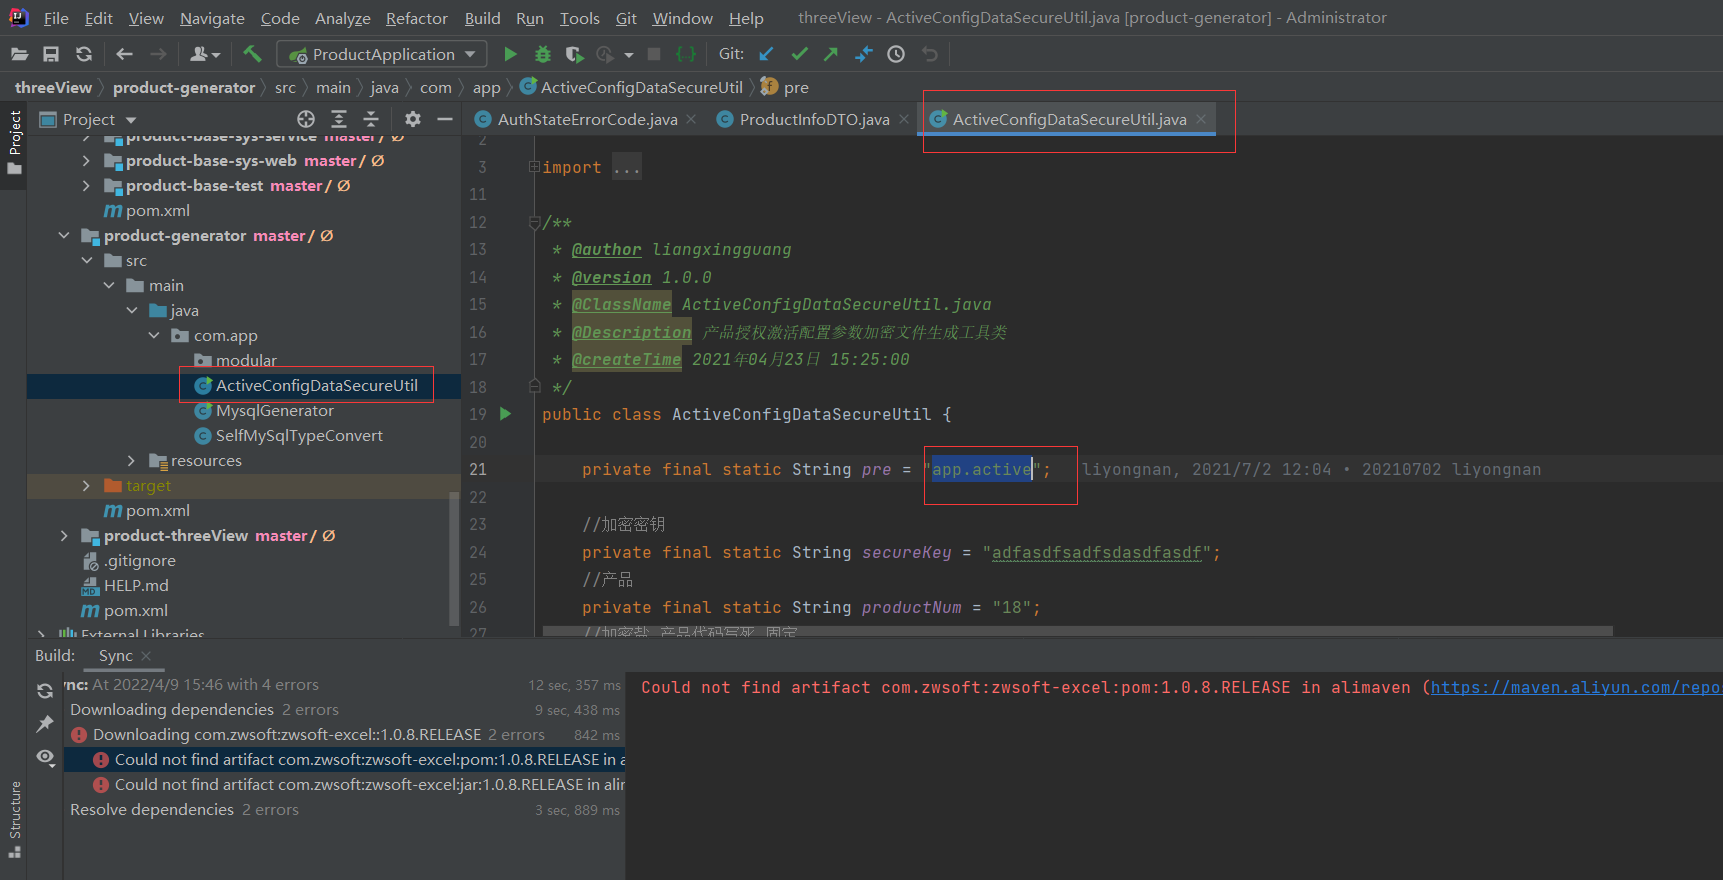 File Edit View Navigate Code Analyze Refactor Build Run Tools Git Window Help threeView - ActiveConfigDataSecureUtil.java [product-generator] - Administrator
ProductApplication Git:
threeView product-generator src main java com app ActiveConfigDataSecureUtil pre
Project
Project
AuthStateErrorCode.java ProductInfoDTO.java ActiveConfigDataSecureUtil.java
product-base-sys-service master / Ø
product-base-sys-web master / Ø
product-base-test master / Ø
pom.xml
product-generator master / Ø
src
main
java
com.app
modular
ActiveConfigDataSecureUtil
MysqlGenerator
SelfMySqlTypeConvert
resources
target
pom.xml
product-threeView master / Ø
.gitignore
HELP.md
pom.xml
External Libraries
2
3 import ...
11
12 /**
13 * @author liangxingguang
14 * @version 1.0.0
15 * @ClassName ActiveConfigDataSecureUtil.java
16 * @Description 产品授权激活配置参数加密文件生成工具类
17 * @createTime 2021年04月23日 15:25:00
18 */
19 public class ActiveConfigDataSecureUtil {
20
21 private final static String pre = "app.active"; liyongnan, 2021/7/2 12:04 • 20210702 liyongnan
22
23 //加密密钥
24 private final static String secureKey = "adfasdfsadfsdasdfasdf";
25 //产品
26 private final static String productNum = "18";
27 //加密盐 产品代码写死 固定
Build: Sync
ync: At 2022/4/9 15:46 with 4 errors 12 sec, 357 ms
Downloading dependencies 2 errors 9 sec, 438 ms
Downloading com.zwsoft:zwsoft-excel::1.0.8.RELEASE 2 errors 842 ms
Could not find artifact com.zwsoft:zwsoft-excel:pom:1.0.8.RELEASE in a
Could not find artifact com.zwsoft:zwsoft-excel:jar:1.0.8.RELEASE in alir
Resolve dependencies 2 errors 3 sec, 889 ms
Could not find artifact com.zwsoft:zwsoft-excel:pom:1.0.8.RELEASE in alimaven (https://maven.aliyun.com/repo
Structure